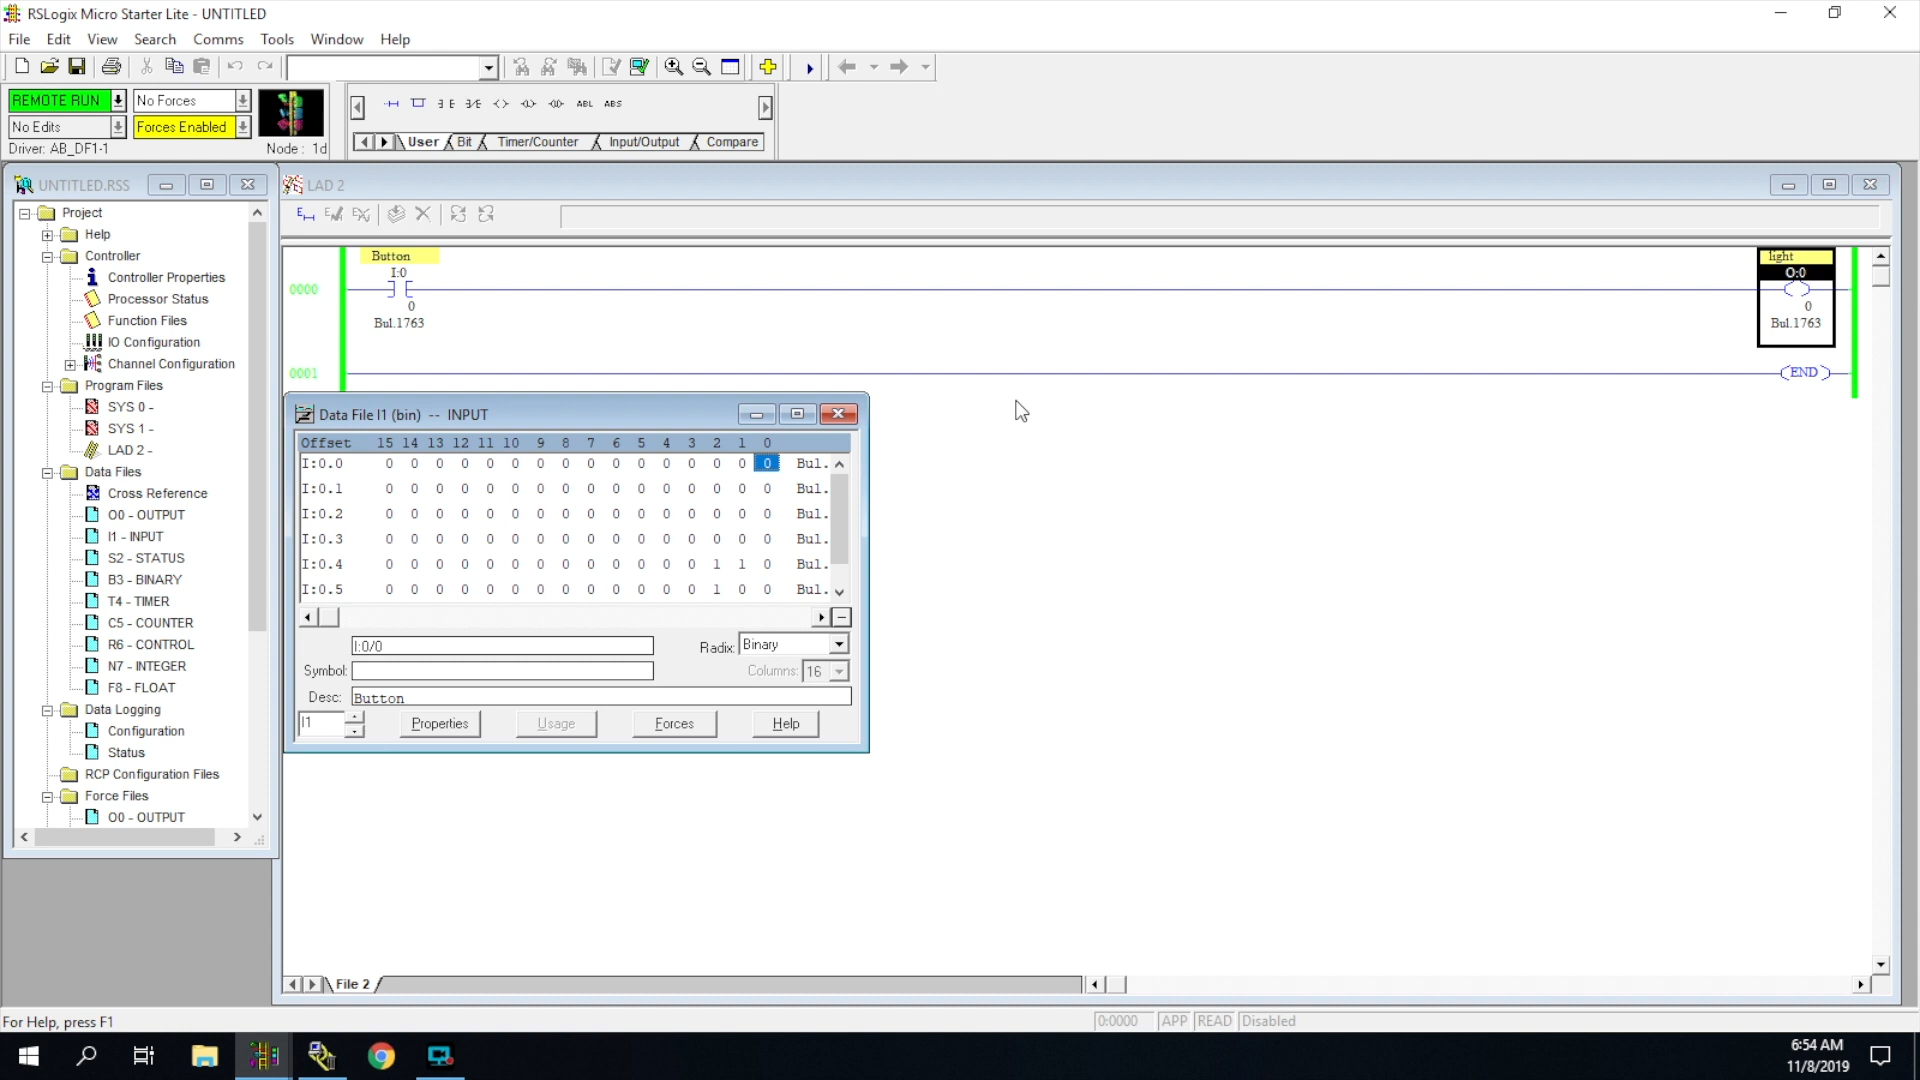 RSLogix Micro Starter Lite - UNTITLED
File Edit View Search Comms Tools Window Help
REMOTE RUN No Forces
No Edits Forces Enabled
Driver: AB_DF1-1 Node: 1d
ABL ABS
User Bit Timer/Counter Input/Output Compare
UNTITLED.RSS
Project
Help
Controller
Controller Properties
Processor Status
Function Files
IO Configuration
Channel Configuration
Program Files
SYS 0 -
SYS 1 -
LAD 2 -
Data Files
Cross Reference
O0 - OUTPUT
I1 - INPUT
S2 - STATUS
B3 - BINARY
T4 - TIMER
C5 - COUNTER
R6 - CONTROL
N7 - INTEGER
F8 - FLOAT
Data Logging
Configuration
Status
RCP Configuration Files
Force Files
O0 - OUTPUT
LAD 2
Button light
I:0 O:0
0000
0 0
Bul.1763 Bul.1763
0001 END
Data File I1 (bin) -- INPUT
Offset 15 14 13 12 11 10 9 8 7 6 5 4 3 2 1 0
I:0.0 0 0 0 0 0 0 0 0 0 0 0 0 0 0 0 0 Bul.
I:0.1 0 0 0 0 0 0 0 0 0 0 0 0 0 0 0 0 Bul.
I:0.2 0 0 0 0 0 0 0 0 0 0 0 0 0 0 0 0 Bul.
I:0.3 0 0 0 0 0 0 0 0 0 0 0 0 0 0 0 0 Bul.
I:0.4 0 0 0 0 0 0 0 0 0 0 0 0 0 1 1 0 Bul.
I:0.5 0 0 0 0 0 0 0 0 0 0 0 0 0 1 0 0 Bul.
I:0/0 Radix: Binary
Symbol: Columns: 16
Desc: Button
I1 Properties Usage Forces Help
File 2
For Help, press F1 0:0000 APP READ Disabled
6:54 AM
11/8/2019